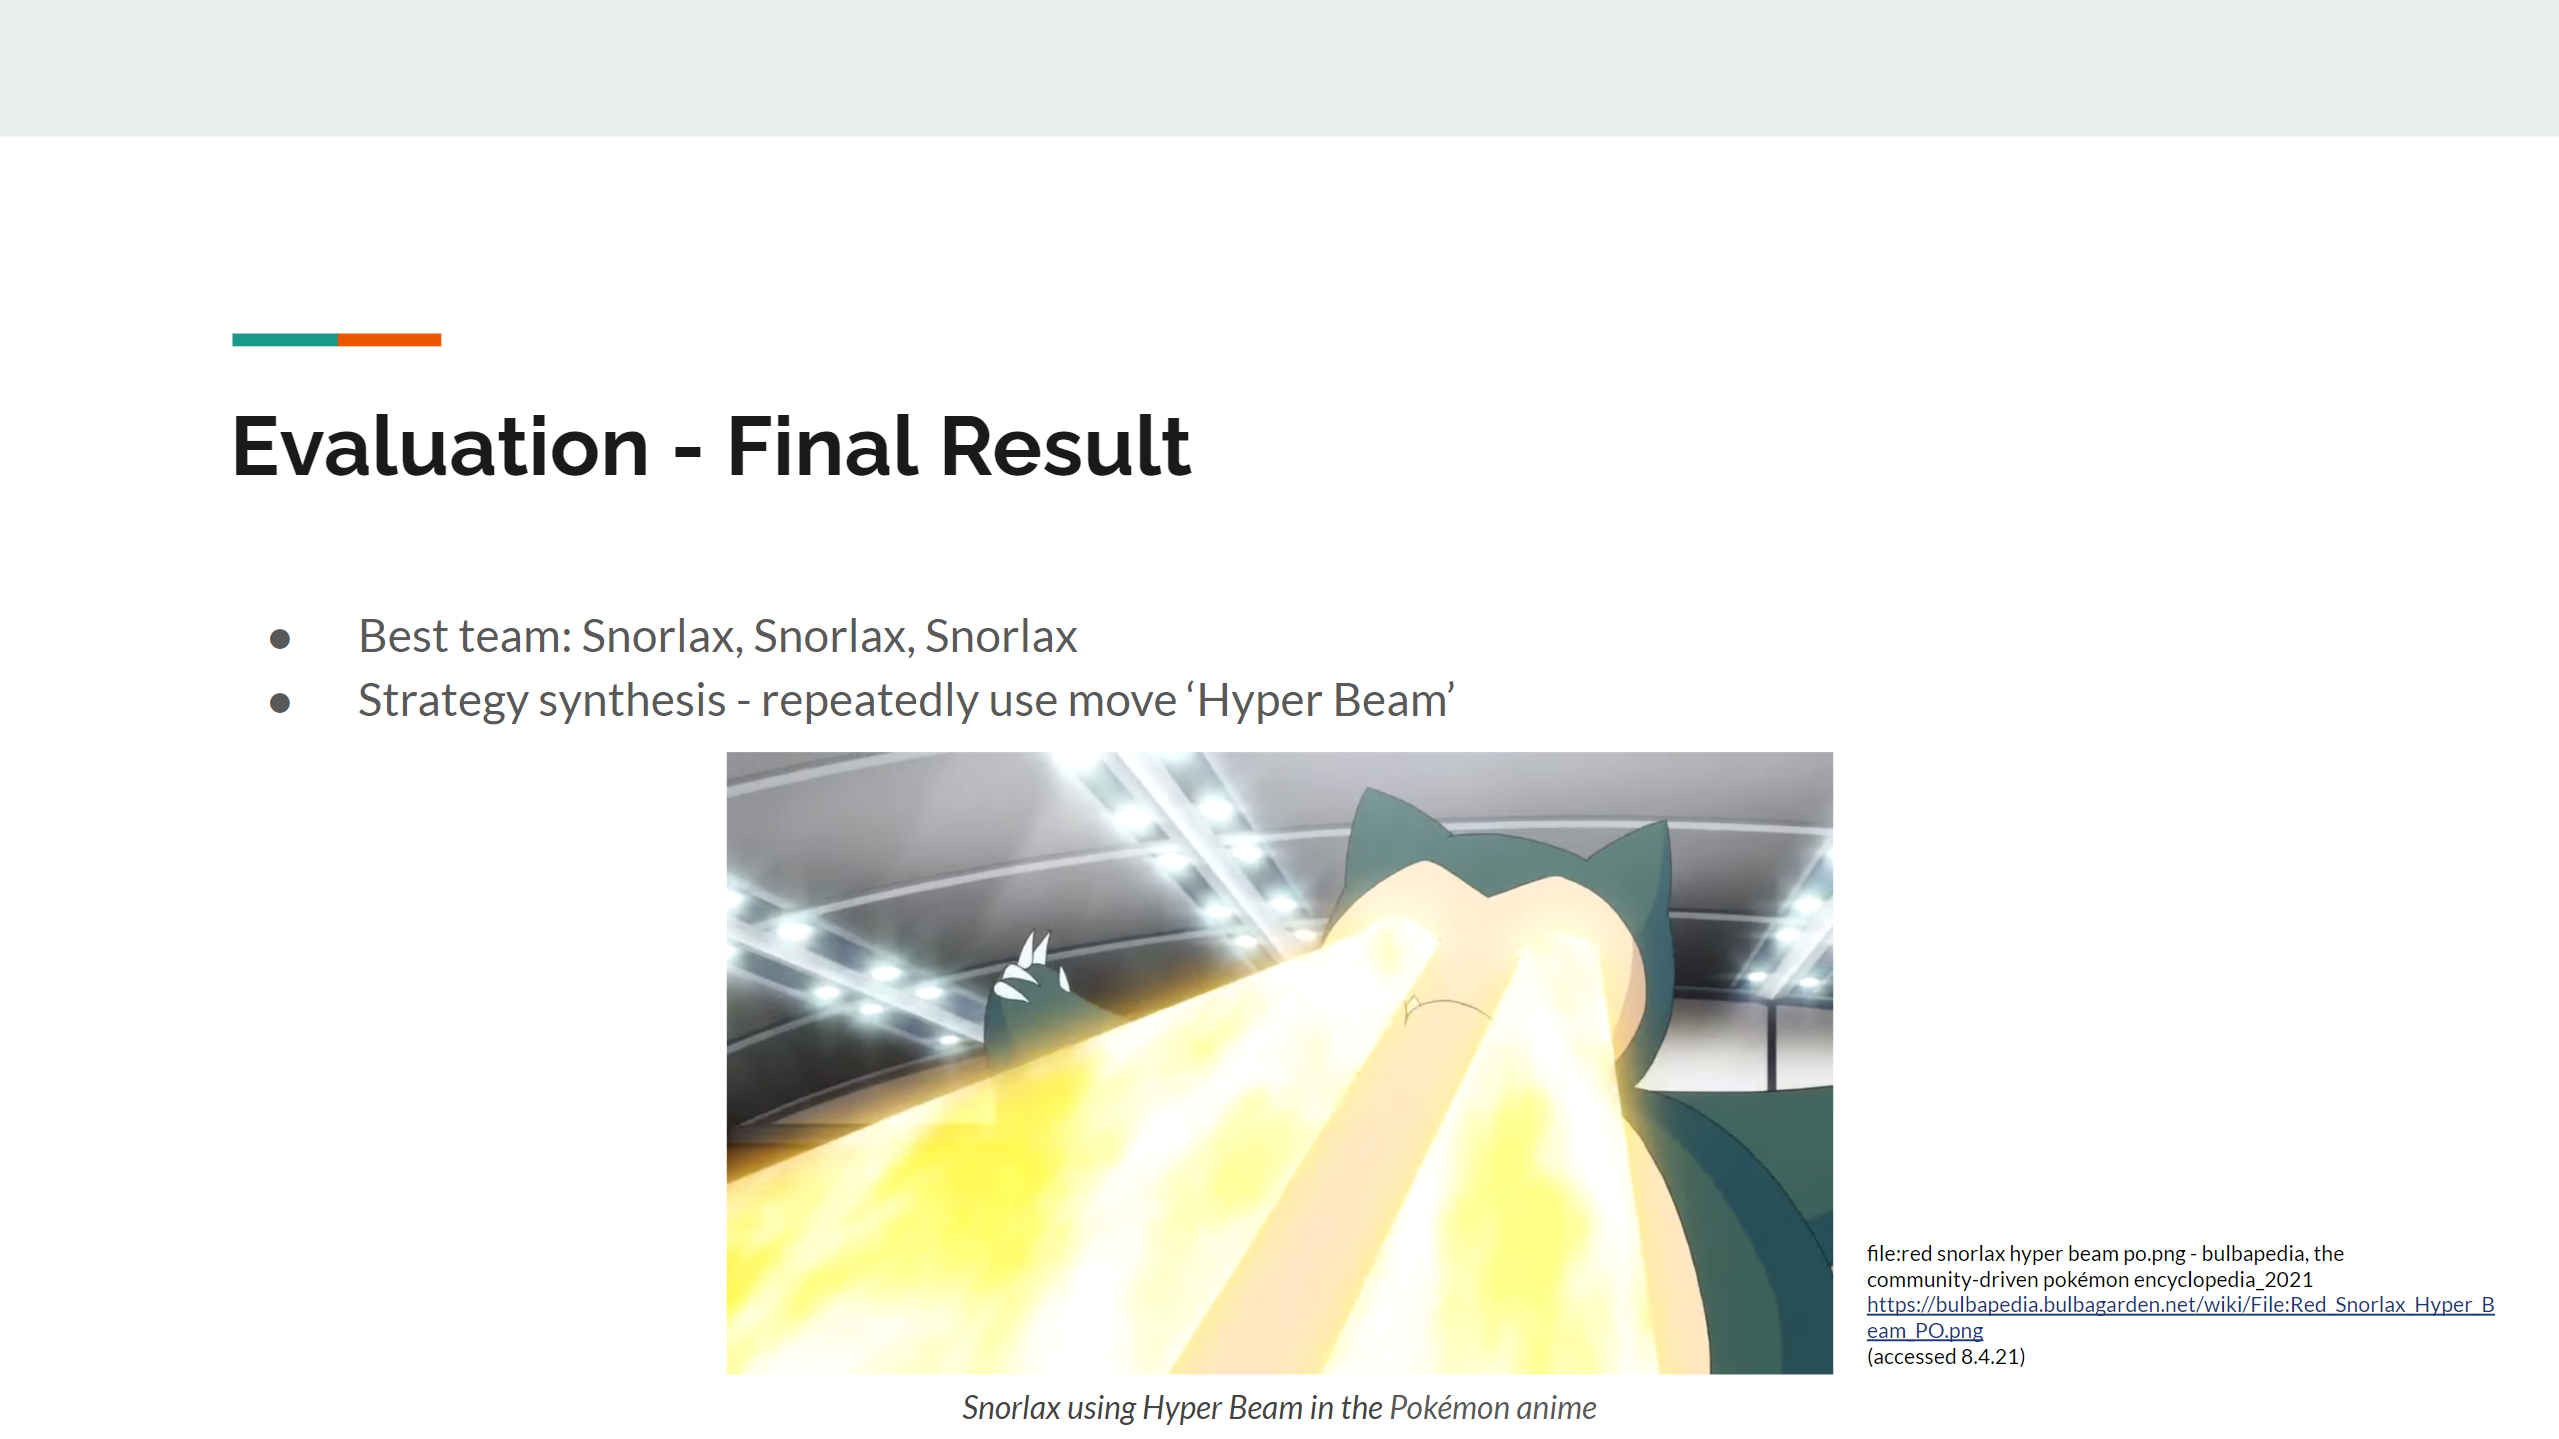 Evaluation - Final Result
● Best team: Snorlax, Snorlax, Snorlax
● Strategy synthesis - repeatedly use move ‘Hyper Beam’
file:red snorlax hyper beam po.png - bulbapedia, the
community-driven pokémon encyclopedia_2021
https://bulbapedia.bulbagarden.net/wiki/File:Red_Snorlax_Hyper_B
eam_PO.png
(accessed 8.4.21)
Snorlax using Hyper Beam in the Pokémon anime